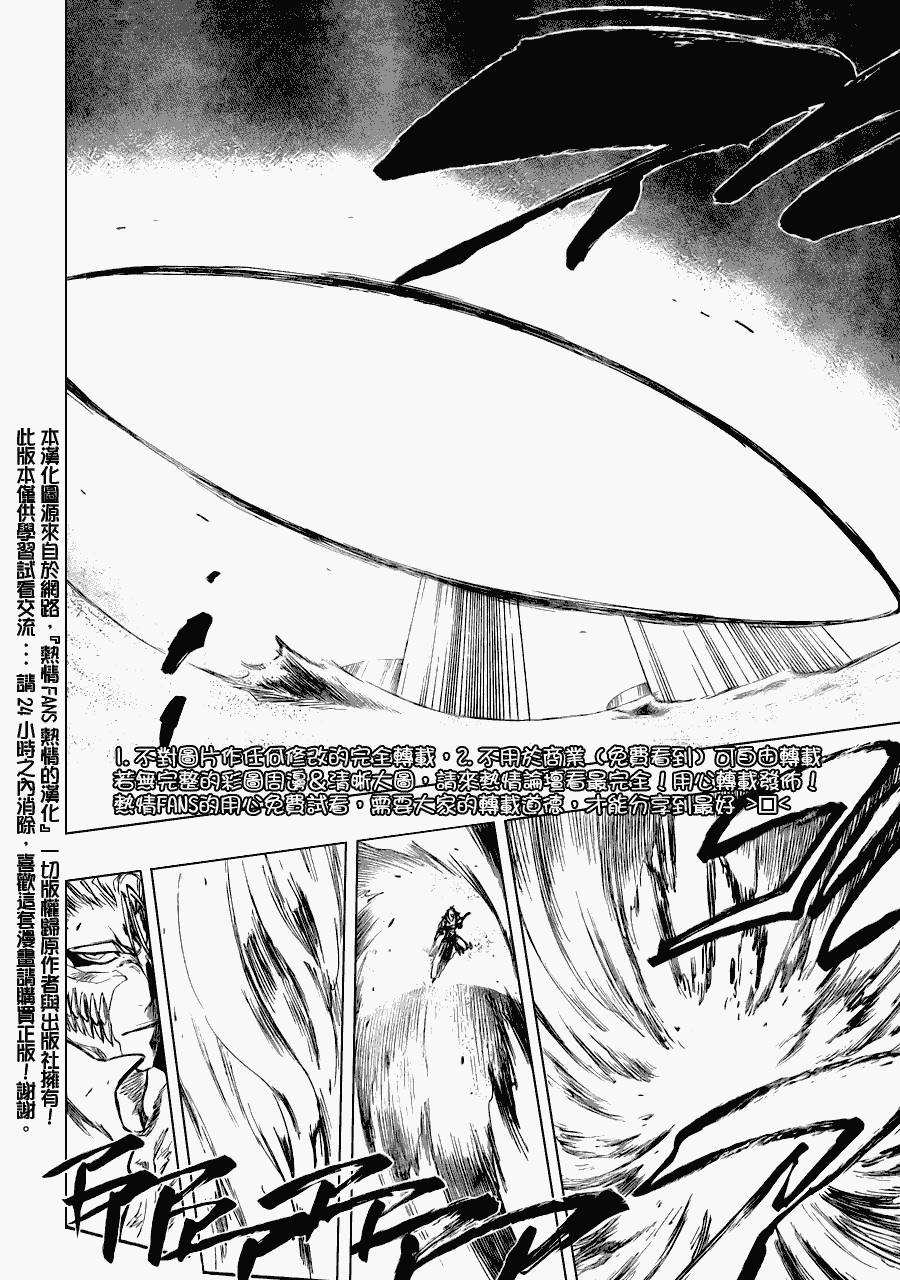 本漢化圖源來自於網路，『熱情FANS 熱情的漢化』一切版權歸原作者與出版社擁有！
此版本僅供學習試看交流... 請 24 小時之內消除，喜歡這套漫畫請購買正版！謝謝。
1. 不對圖片作任何修改的完全轉載，2. 不用於商業（免費看到）可自由轉載
若無完整的彩圖周邊&清晰大圖，請來熱情論壇看最完全！用心轉載發佈！
熱情FANS的用心免費試看，需要大家的轉載道德，才能分享到最好 >口<